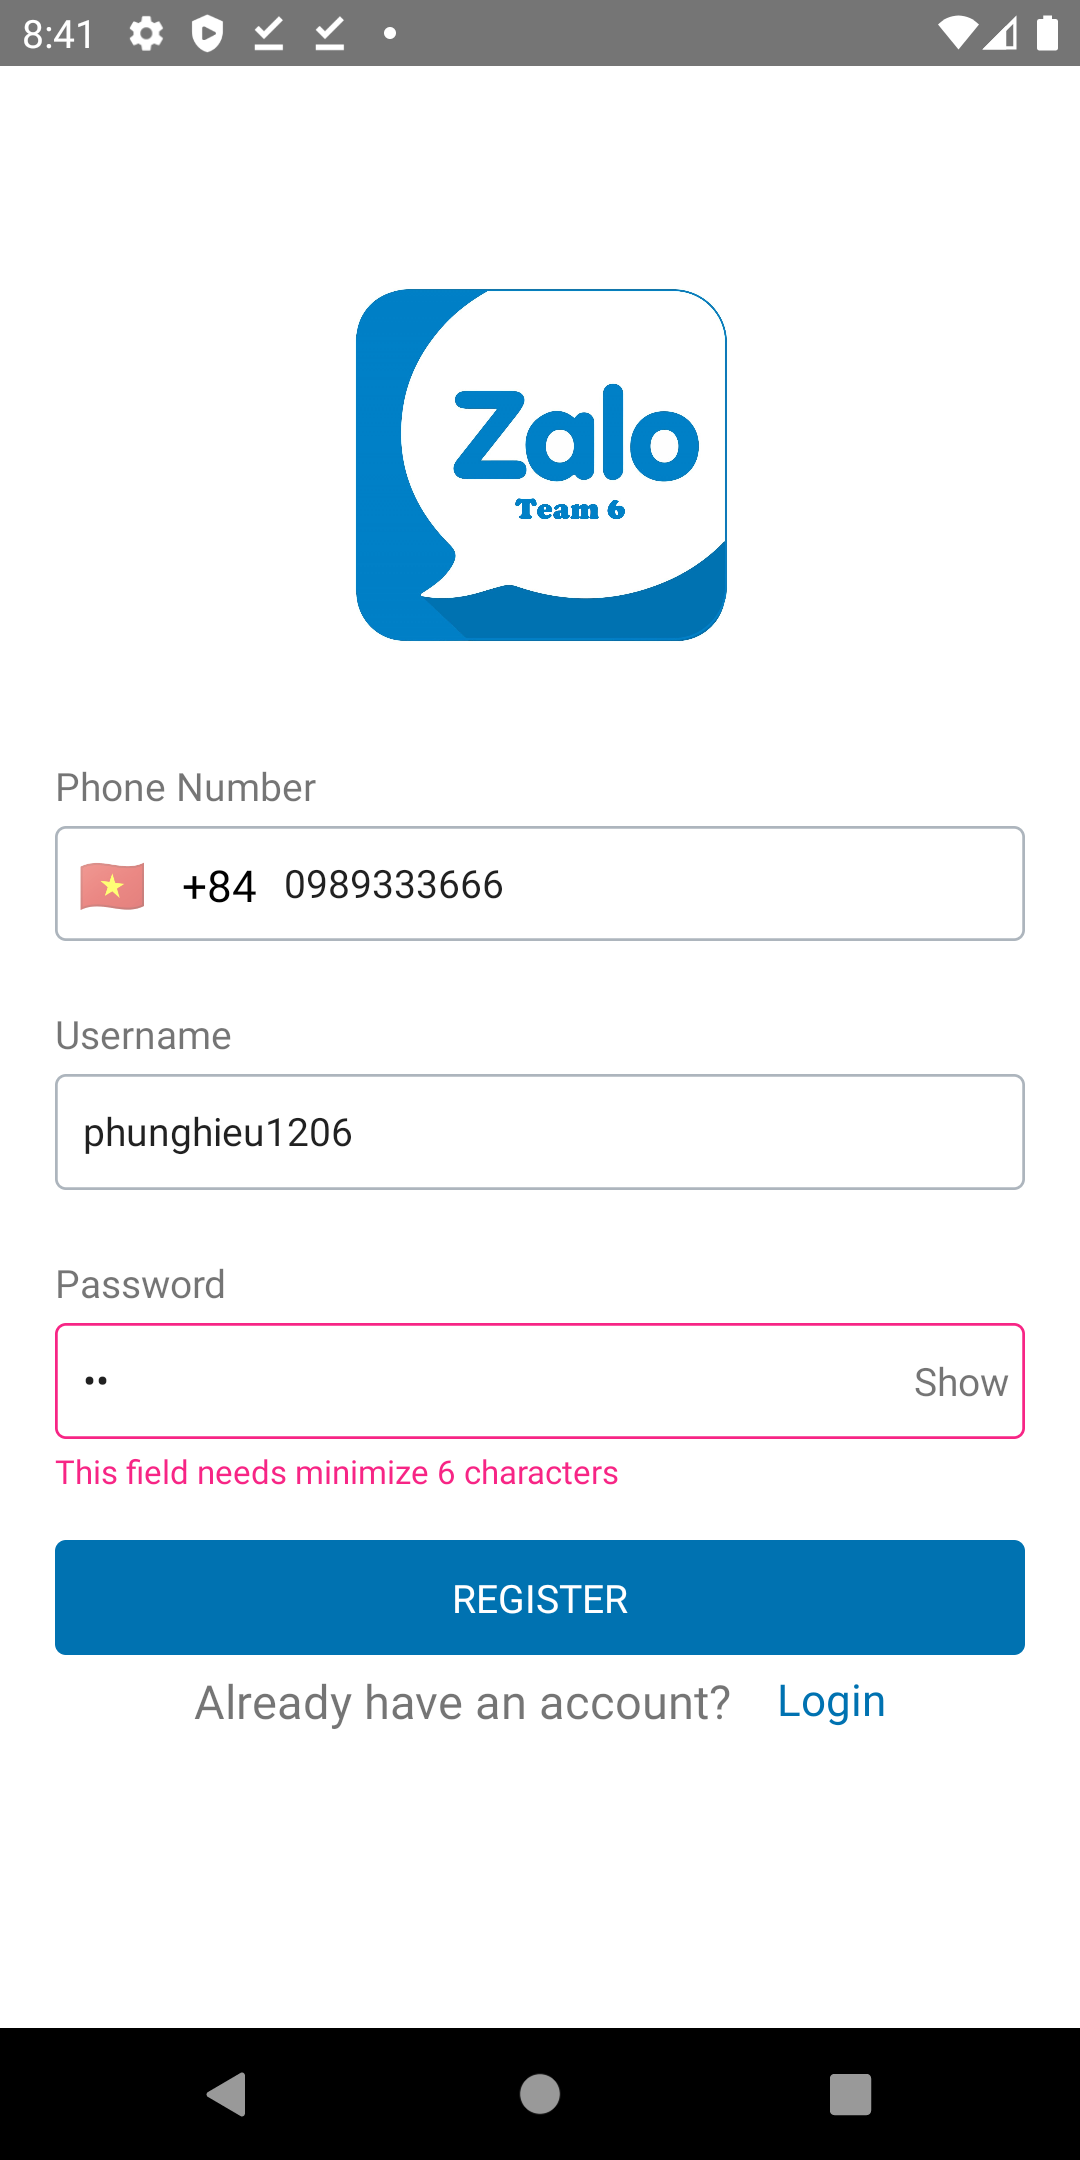 8:41
Zalo
Team 6
Phone Number
+84 0989333666
Username
phunghieu1206
Password
•• Show
This field needs minimize 6 characters
REGISTER
Already have an account? Login